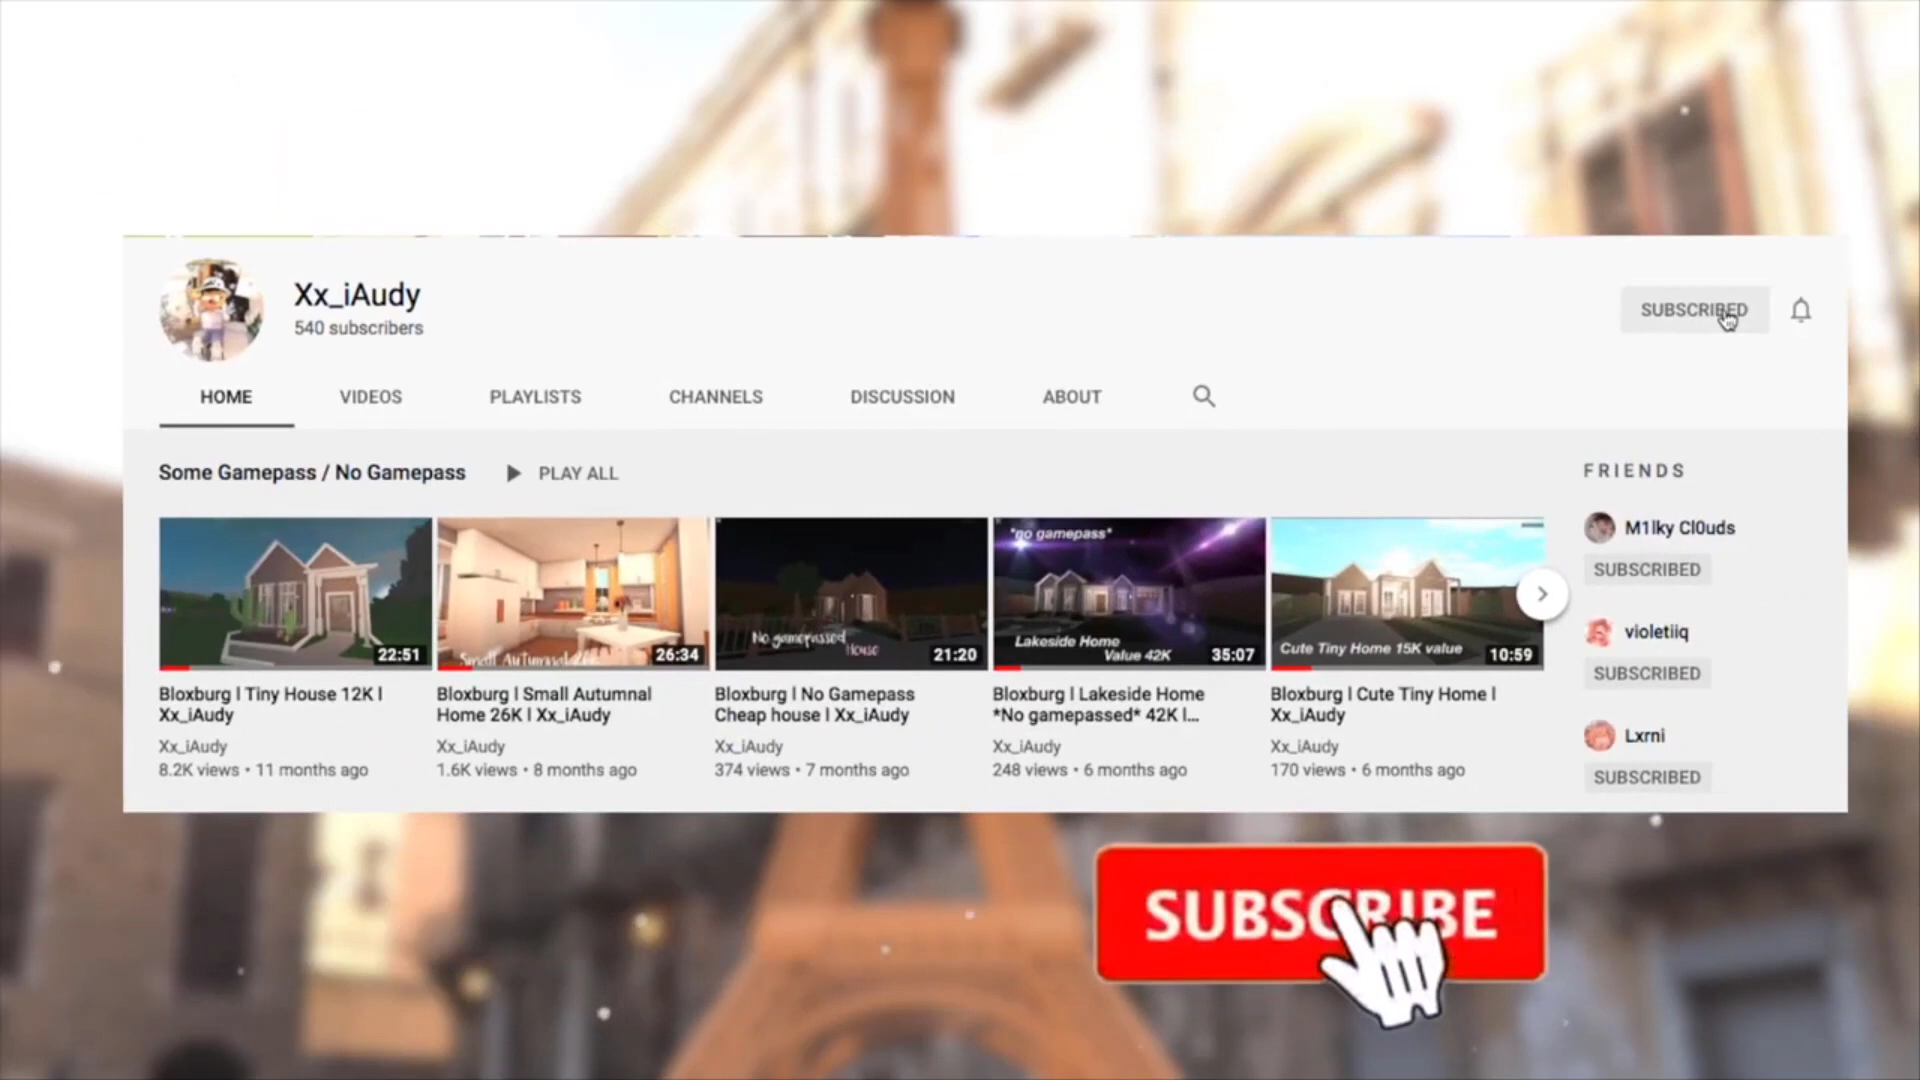 Xx_iAudy
540 subscribers
SUBSCRIBED
HOME VIDEOS PLAYLISTS CHANNELS DISCUSSION ABOUT
Some Gamepass / No Gamepass PLAY ALL
FRIENDS
M1lky Cl0uds
SUBSCRIBED
violetiiq
SUBSCRIBED
Lxrni
SUBSCRIBED
22:51
Bloxburg | Tiny House 12K |
Xx_iAudy
Xx_iAudy
8.2K views • 11 months ago
Small Autumnal
26:34
Bloxburg | Small Autumnal
Home 26K | Xx_iAudy
Xx_iAudy
1.6K views • 8 months ago
No gamepassed
House
21:20
Bloxburg | No Gamepass
Cheap house | Xx_iAudy
Xx_iAudy
374 views • 7 months ago
*no gamepass*
Lakeside Home
Value 42K
35:07
Bloxburg | Lakeside Home
*No gamepassed* 42K |...
Xx_iAudy
248 views • 6 months ago
Cute Tiny Home 15K value
10:59
Bloxburg | Cute Tiny Home |
Xx_iAudy
Xx_iAudy
170 views • 6 months ago
SUBSCRIBE